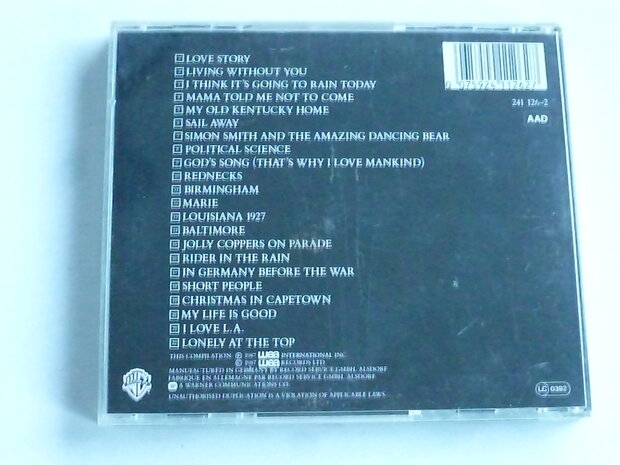 LOVE STORY
LIVING WITHOUT YOU
I THINK IT'S GOING TO RAIN TODAY
MAMA TOLD ME NOT TO COME
MY OLD KENTUCKY HOME
SAIL AWAY
SIMON SMITH AND THE AMAZING DANCING BEAR
POLITICAL SCIENCE
GOD'S SONG (THAT'S WHY I LOVE MANKIND)
REDNECKS
BIRMINGHAM
MARIE
LOUISIANA 1927
BALTIMORE
JOLLY COPPERS ON PARADE
RIDER IN THE RAIN
IN GERMANY BEFORE THE WAR
SHORT PEOPLE
CHRISTMAS IN CAPETOWN
MY LIFE IS GOOD
I LOVE L.A.
LONELY AT THE TOP
241 126-2
AAD
THIS COMPILATION ℗ 1987 wea INTERNATIONAL INC.
© 1987 wea RECORDS LTD.
MANUFACTURED IN GERMANY BY RECORD SERVICE GMBH, ALSDORF
FABRIQUE EN ALLEMAGNE PAR RECORD SERVICE GMBH, ALSDORF.
A WARNER COMMUNICATIONS CO.
UNAUTHORISED DUPLICATION IS A VIOLATION OF APPLICABLE LAWS.
WB
LC 0392